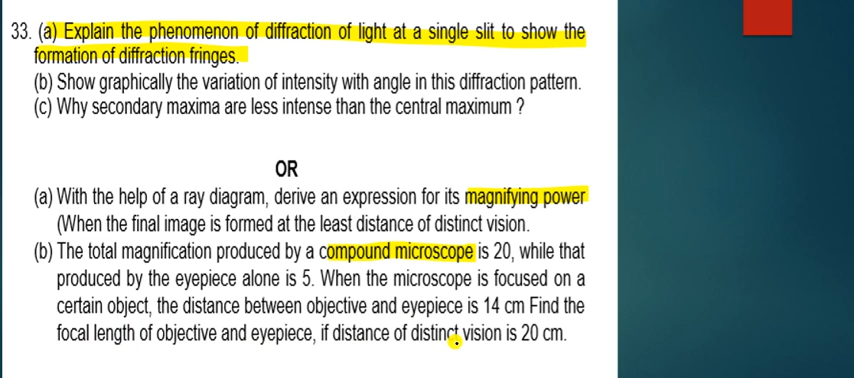 33. (a) Explain the phenomenon of diffraction of light at a single slit to show the
formation of diffraction fringes.
(b) Show graphically the variation of intensity with angle in this diffraction pattern.
(c) Why secondary maxima are less intense than the central maximum ?
OR
(a) With the help of a ray diagram, derive an expression for its magnifying power
(When the final image is formed at the least distance of distinct vision.
(b) The total magnification produced by a compound microscope is 20, while that
produced by the eyepiece alone is 5. When the microscope is focused on a
certain object, the distance between objective and eyepiece is 14 cm Find the
focal length of objective and eyepiece, if distance of distinct vision is 20 cm.